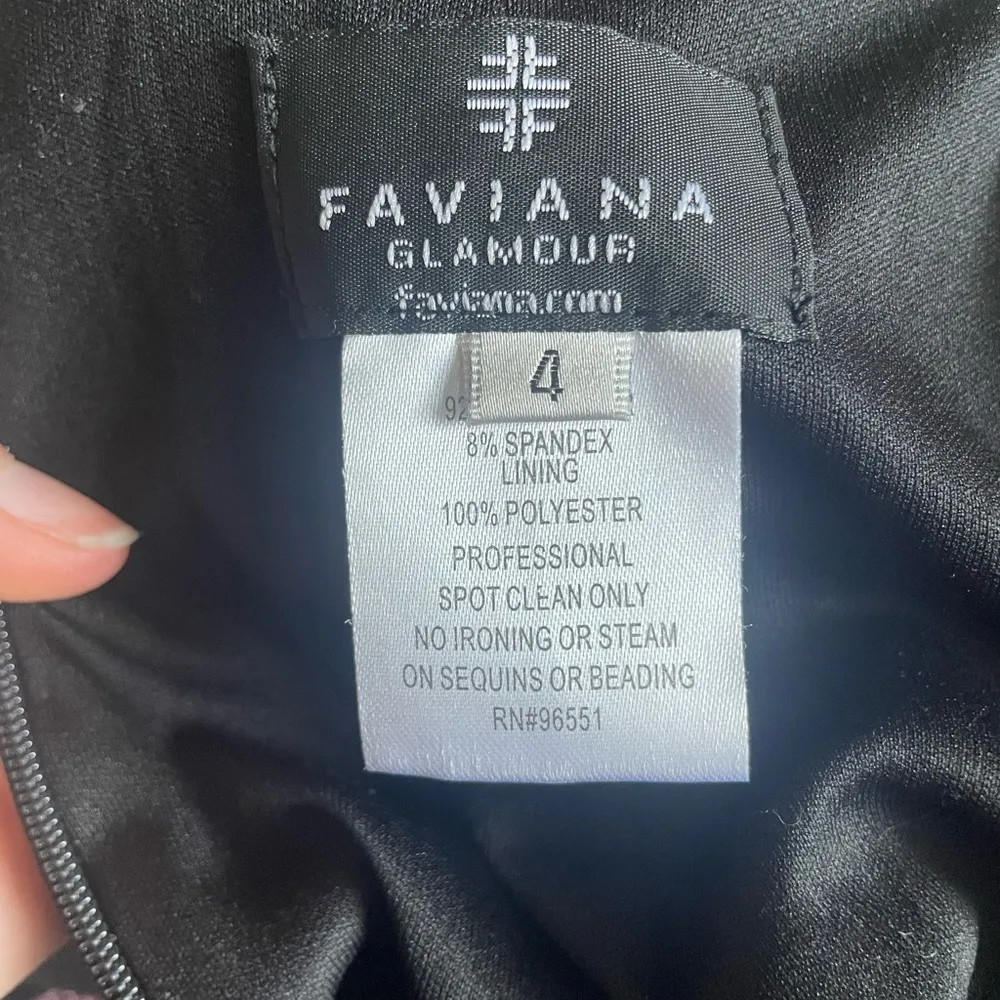 FAVIANA
GLAMOUR
faviana.com
4
92
8% SPANDEX
LINING
100% POLYESTER
PROFESSIONAL
SPOT CLEAN ONLY
NO IRONING OR STEAM
ON SEQUINS OR BEADING
RN#96551